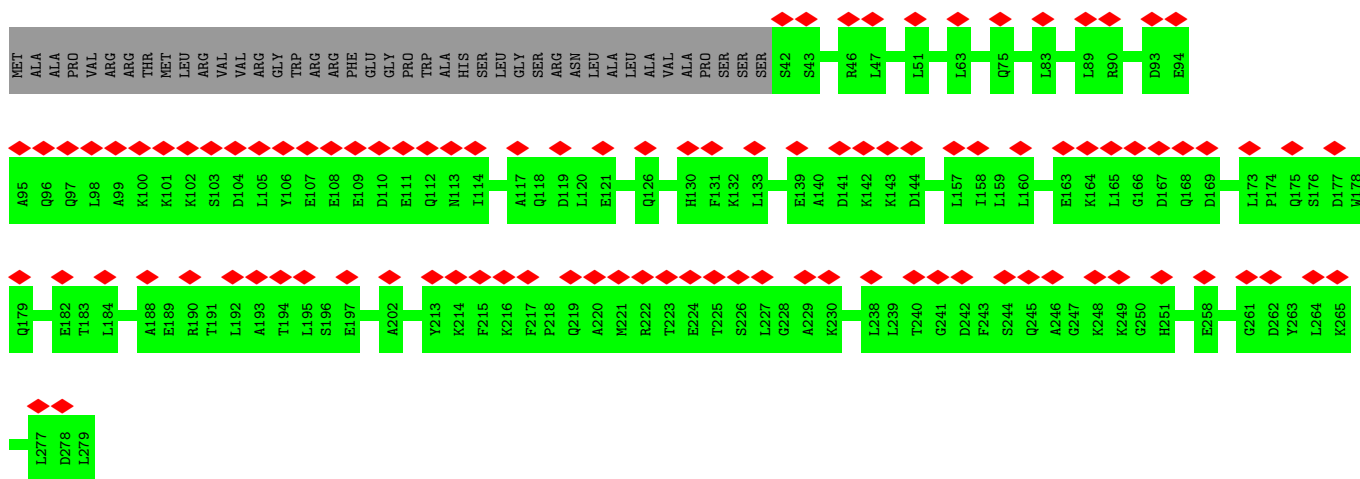 MET ALA ALA PRO VAL ARG ARG THR MET LEU ARG VAL VAL ARG GLY TRP ARG ARG PHE GLU GLY PRO TRP ALA HIS SER LEU GLY SER ARG ASN LEU ALA LEU ALA VAL ALA PRO SER SER SER S42 S43 R46 L47 L51 L63 Q75 L83 L89 R90 D93 E94
A95 Q96 Q97 L98 A99 K100 K101 K102 S103 D104 L105 Y106 E107 E108 E109 D110 E111 Q112 N113 I114 A117 Q118 D119 L120 E121 Q126 H130 F131 K132 L133 E139 A140 D141 K142 K143 D144 L157 I158 L159 L160 E163 K164 L165 G166 D167 Q168 D169 L173 P174 Q175 S176 D177 W178
Q179 E182 T183 L184 A188 E189 R190 T191 L192 A193 T194 L195 S196 E197 A202 Y213 K214 F215 K216 F217 P218 Q219 A220 M221 R222 T223 E224 T225 S226 L227 G228 A229 K230 L238 L239 T240 G241 D242 F243 S244 Q245 A246 G247 K248 K249 G250 H251 E258 G261 D262 Y263 L264 K265
L277 D278 L279